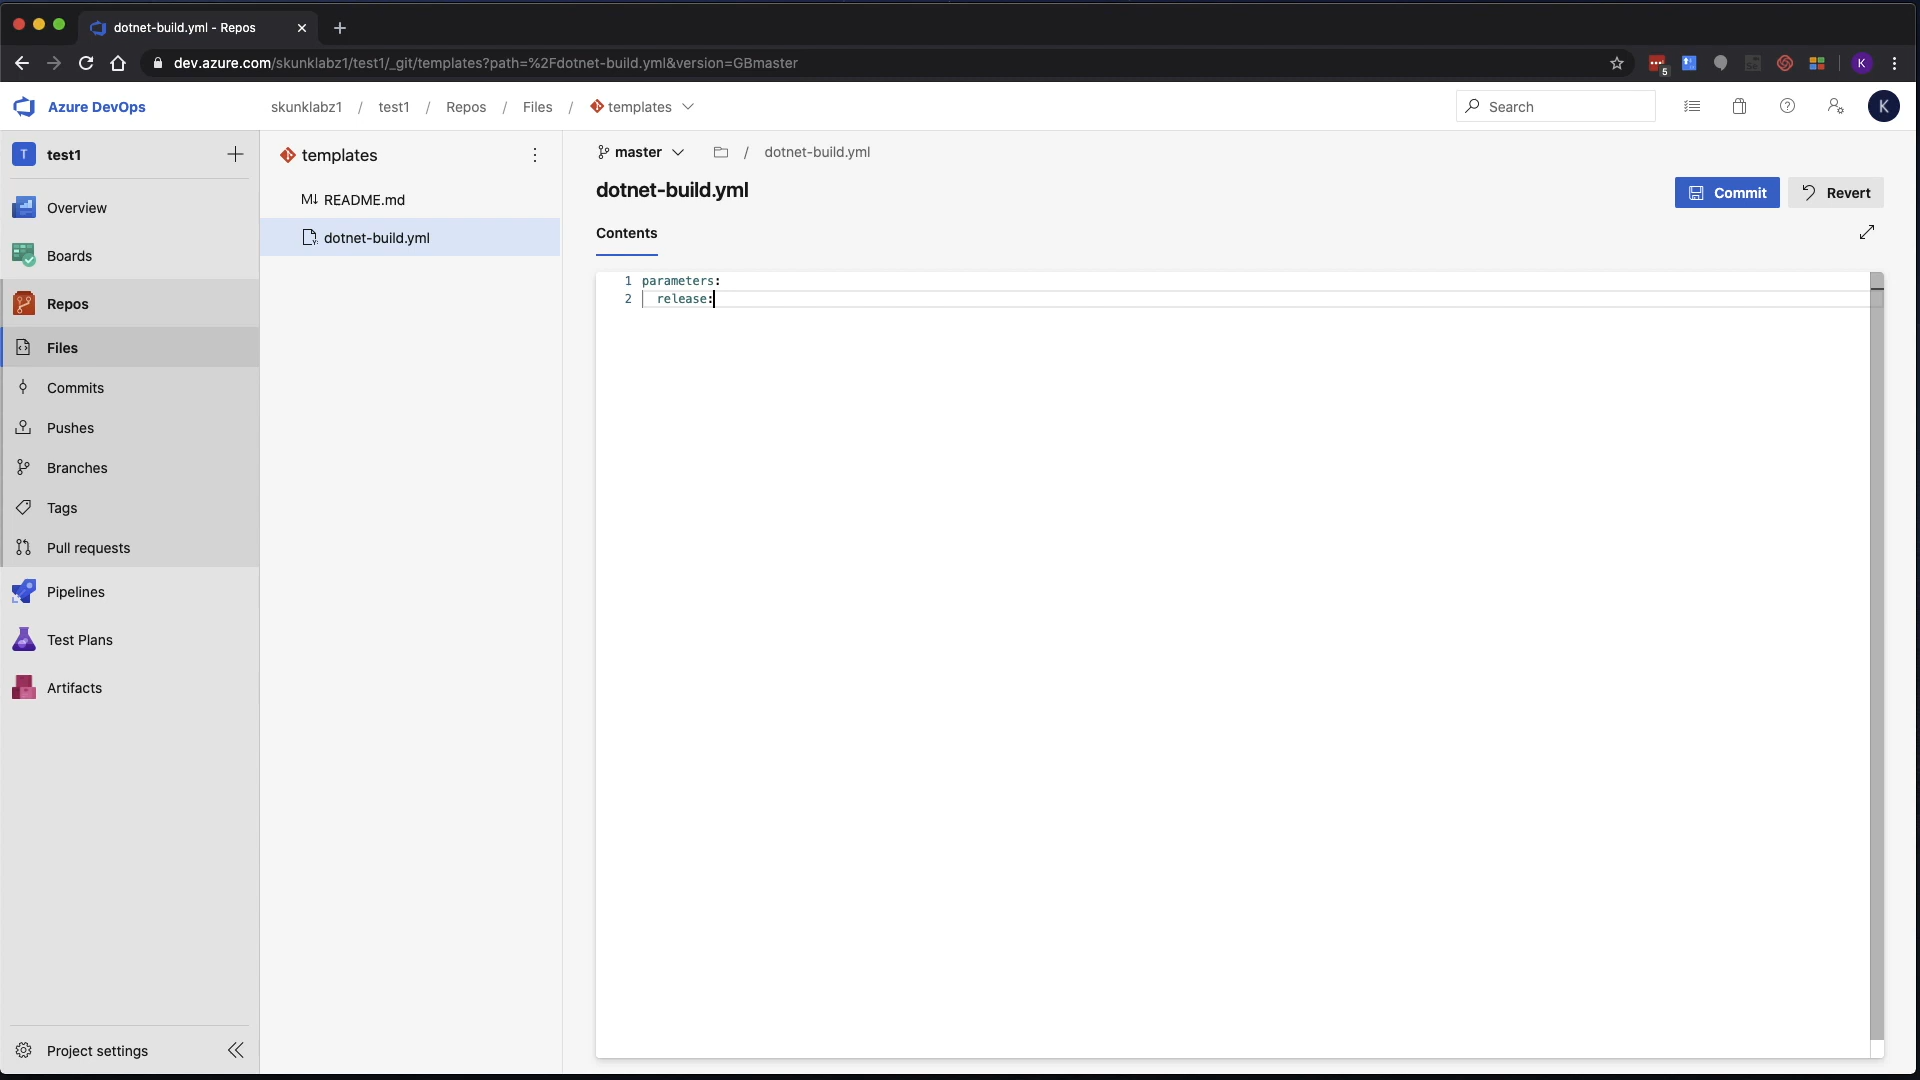 dotnet-build.yml - Repos
dev.azure.com/skunklabz1/test1/_git/templates?path=%2Fdotnet-build.yml&version=GBmaster
5
K
Azure DevOps
skunklabz1 / test1 / Repos / Files / templates
Search
K
T test1
templates
master / dotnet-build.yml
dotnet-build.yml
Commit
Revert
Contents
README.md
dotnet-build.yml
Overview
Boards
Repos
Files
Commits
Pushes
Branches
Tags
Pull requests
Pipelines
Test Plans
Artifacts
Project settings
1 parameters:
2 release: